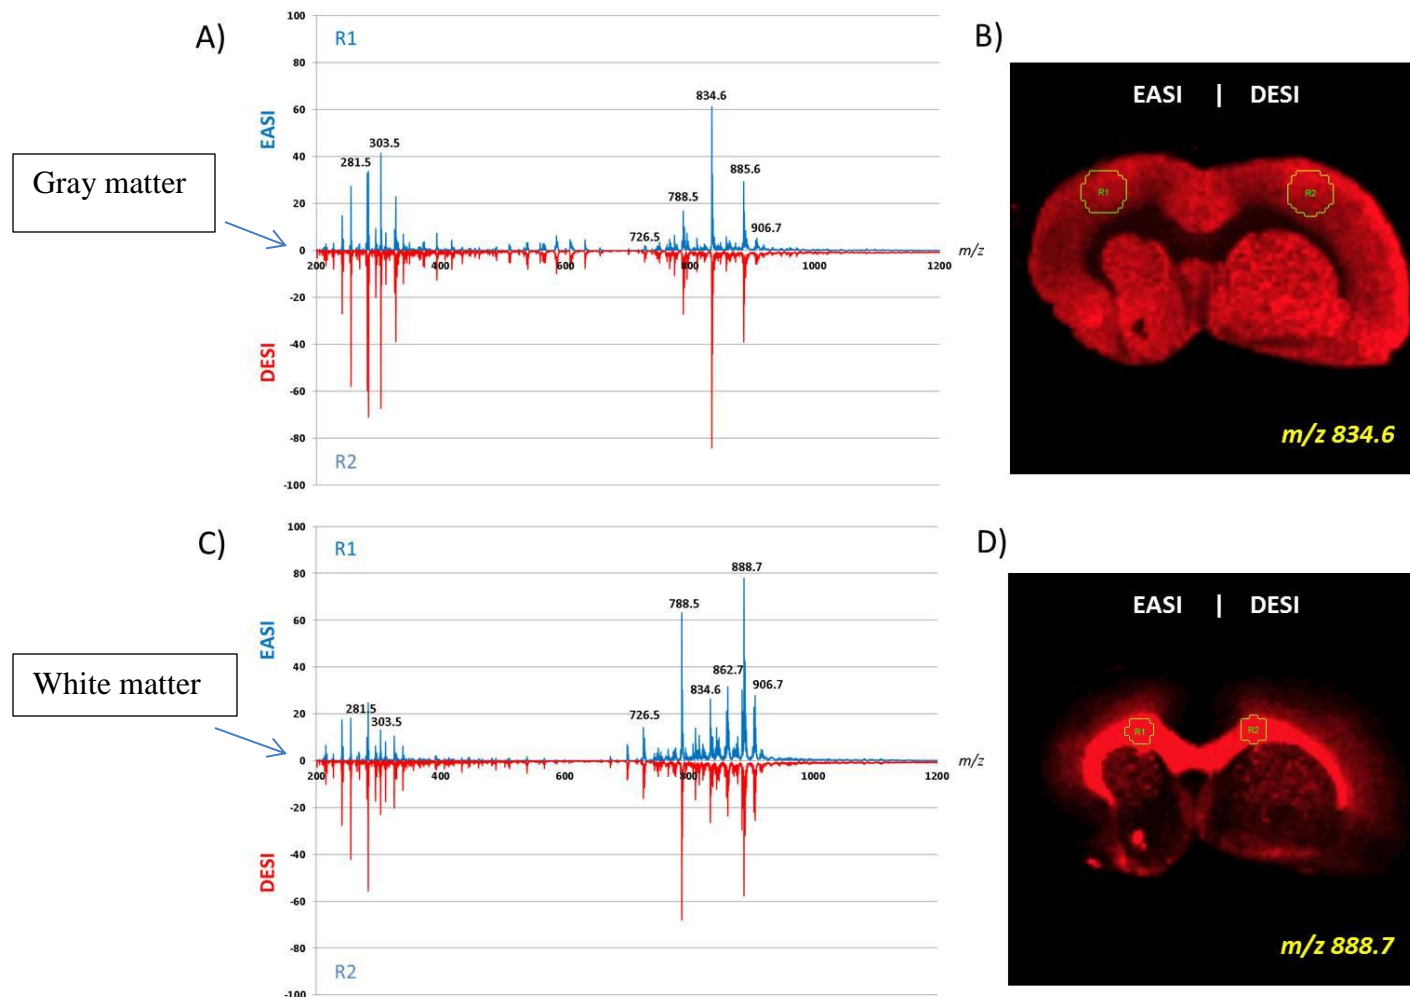 A)
R1
100
80
60
40
20
0
-20
-40
-60
-80
-100
EASI
DESI
281.5
303.5
726.5
788.5
834.6
885.6
906.7
200
400
600
800
1000
1200
m/z
R2
Gray matter
B)
EASI | DESI
R1
R2
m/z 834.6
C)
R1
100
80
60
40
20
0
-20
-40
-60
-80
-100
EASI
DESI
281.5
303.5
726.5
788.5
834.6
862.7
888.7
906.7
200
400
600
800
1000
1200
m/z
R2
White matter
D)
EASI | DESI
R1
R2
m/z 888.7